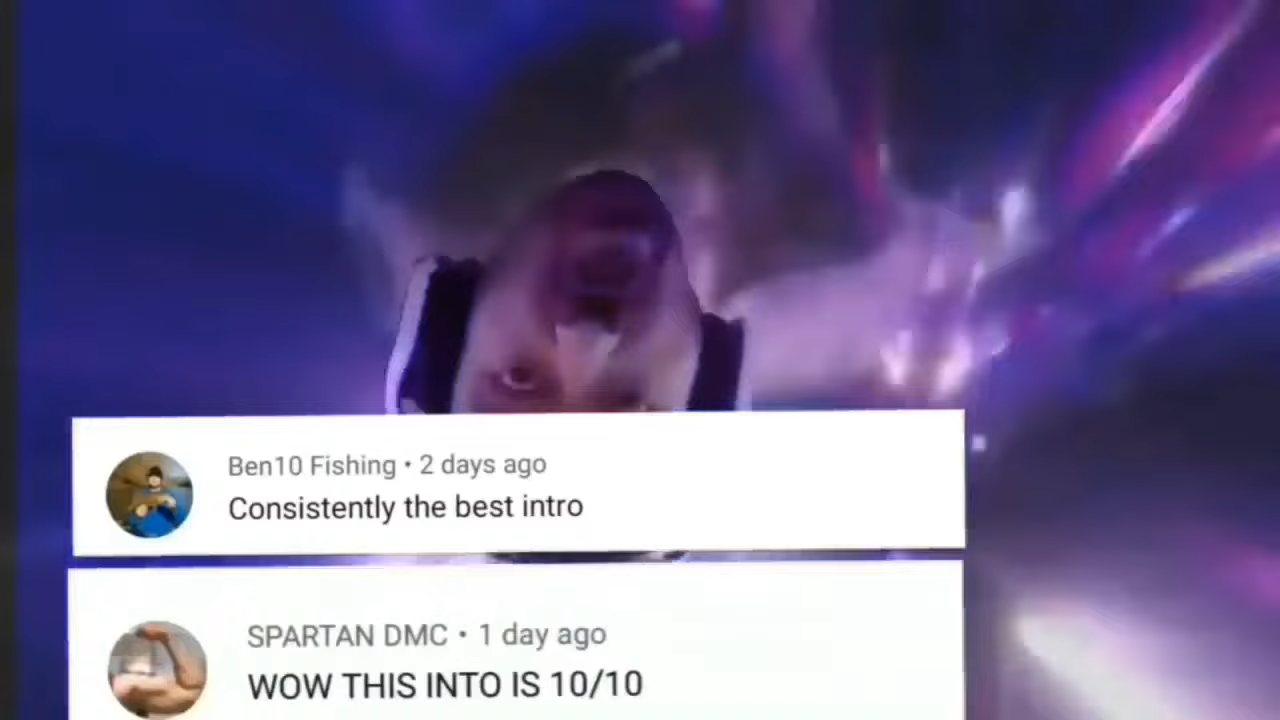 Ben10 Fishing • 2 days ago
Consistently the best intro
SPARTAN DMC • 1 day ago
WOW THIS INTO IS 10/10